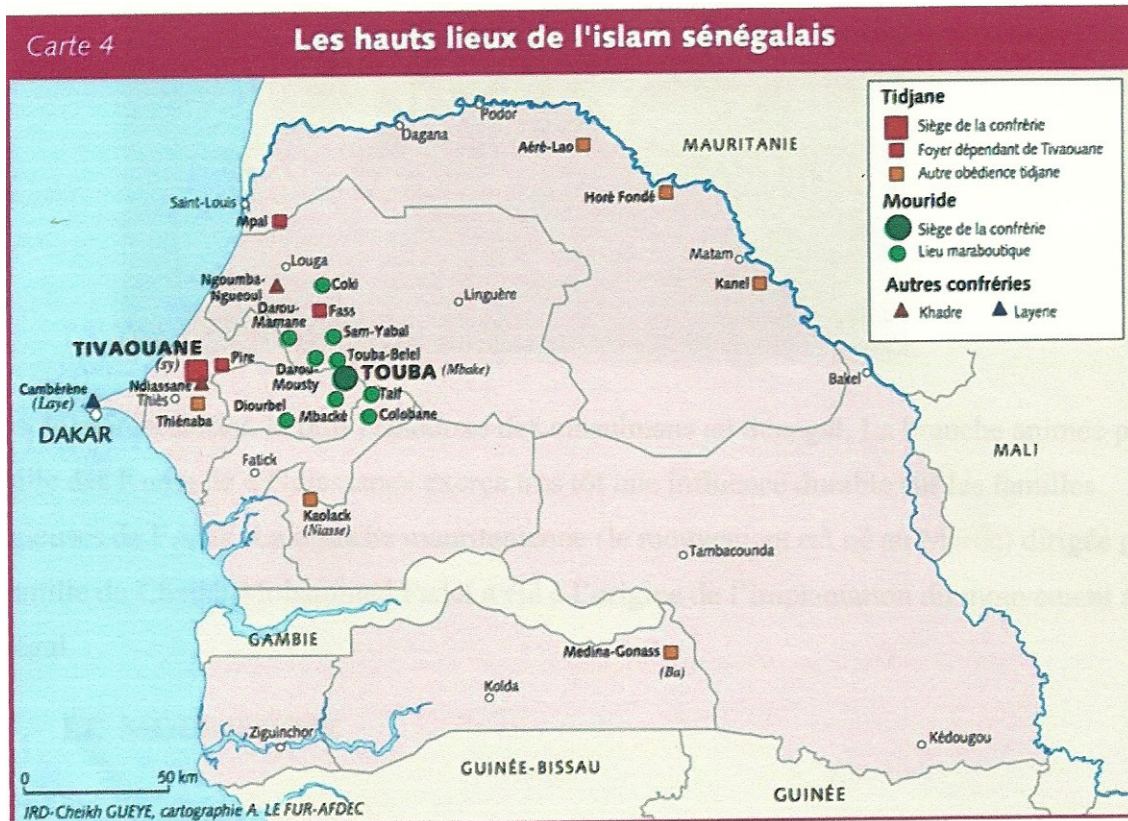 Carte 4
Les hauts lieux de l'islam sénégalais
Tidjane
Siège de la confrérie
Foyer dépendant de Tivaouane
Autre obédience tidjane
Mouride
Siège de la confrérie
Lieu maraboutique
Autres confréries
Khadre
Layene
Podor
Dagana
MAURITANIE
Aéré-Lao
Horè Fondé
Saint-Louis
Mpal
Matam
Louga
Ngoumba-
Ngueoul
Coki
Kanel
Linguère
Darou-
Mamane
Fass
Sam-Yabal
TIVAOUANE
(sy)
Pire
Touba-Belel
Darou-
Mousty
TOUBA (Mbake)
Bakel
Cambérène
(Laye)
Ndiassane
Thiès
Taïf
DAKAR
Thiénaba
Diourbel
Mbacké
Colobane
MALI
Fatick
Kaolack
(Niasse)
Tambacounda
GAMBIE
Medina-Gonass
(Ba)
Kolda
Ziguinchor
Kédougou
GUINÉE-BISSAU
GUINÉE
0 50 km
IRD-Cheikh GUEYE, cartographie A. LE FUR-AFDEC